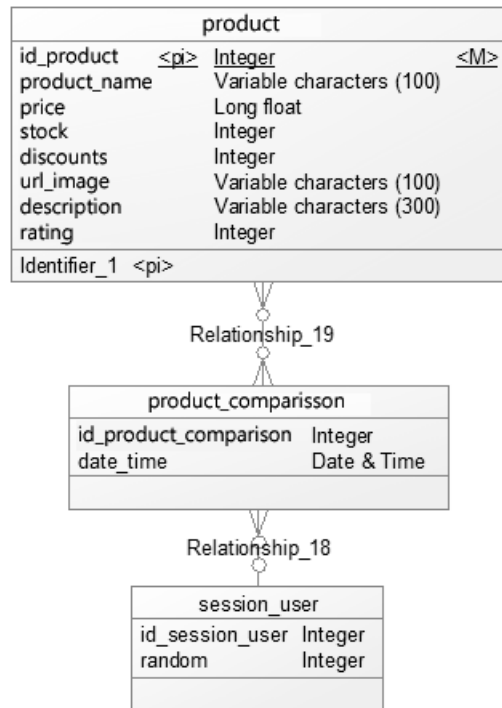 product
id_product <pi> Integer <M>
product_name Variable characters (100)
price Long float
stock Integer
discounts Integer
url_image Variable characters (100)
description Variable characters (300)
rating Integer
Identifier_1 <pi>
Relationship_19
product_comparisson
id_product_comparison Integer
date_time Date & Time
Relationship_18
session_user
id_session_user Integer
random Integer